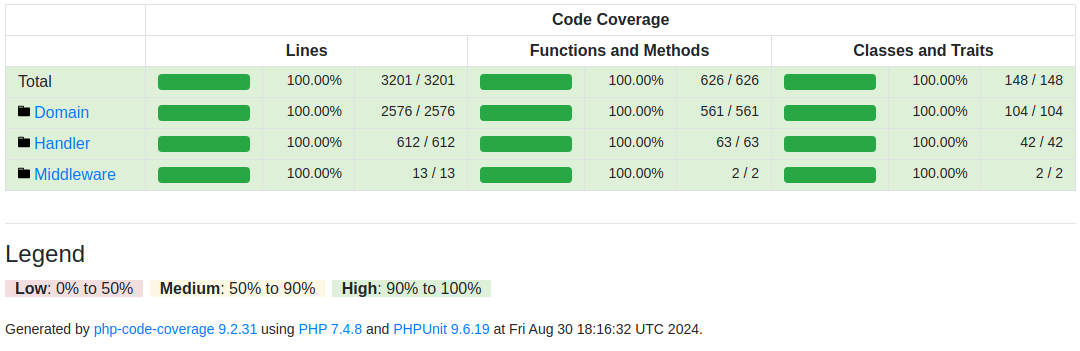 Code Coverage
Lines Functions and Methods Classes and Traits
Total 100.00% 3201 / 3201 100.00% 626 / 626 100.00% 148 / 148
Domain 100.00% 2576 / 2576 100.00% 561 / 561 100.00% 104 / 104
Handler 100.00% 612 / 612 100.00% 63 / 63 100.00% 42 / 42
Middleware 100.00% 13 / 13 100.00% 2 / 2 100.00% 2 / 2
Legend
Low: 0% to 50% Medium: 50% to 90% High: 90% to 100%
Generated by php-code-coverage 9.2.31 using PHP 7.4.8 and PHPUnit 9.6.19 at Fri Aug 30 18:16:32 UTC 2024.